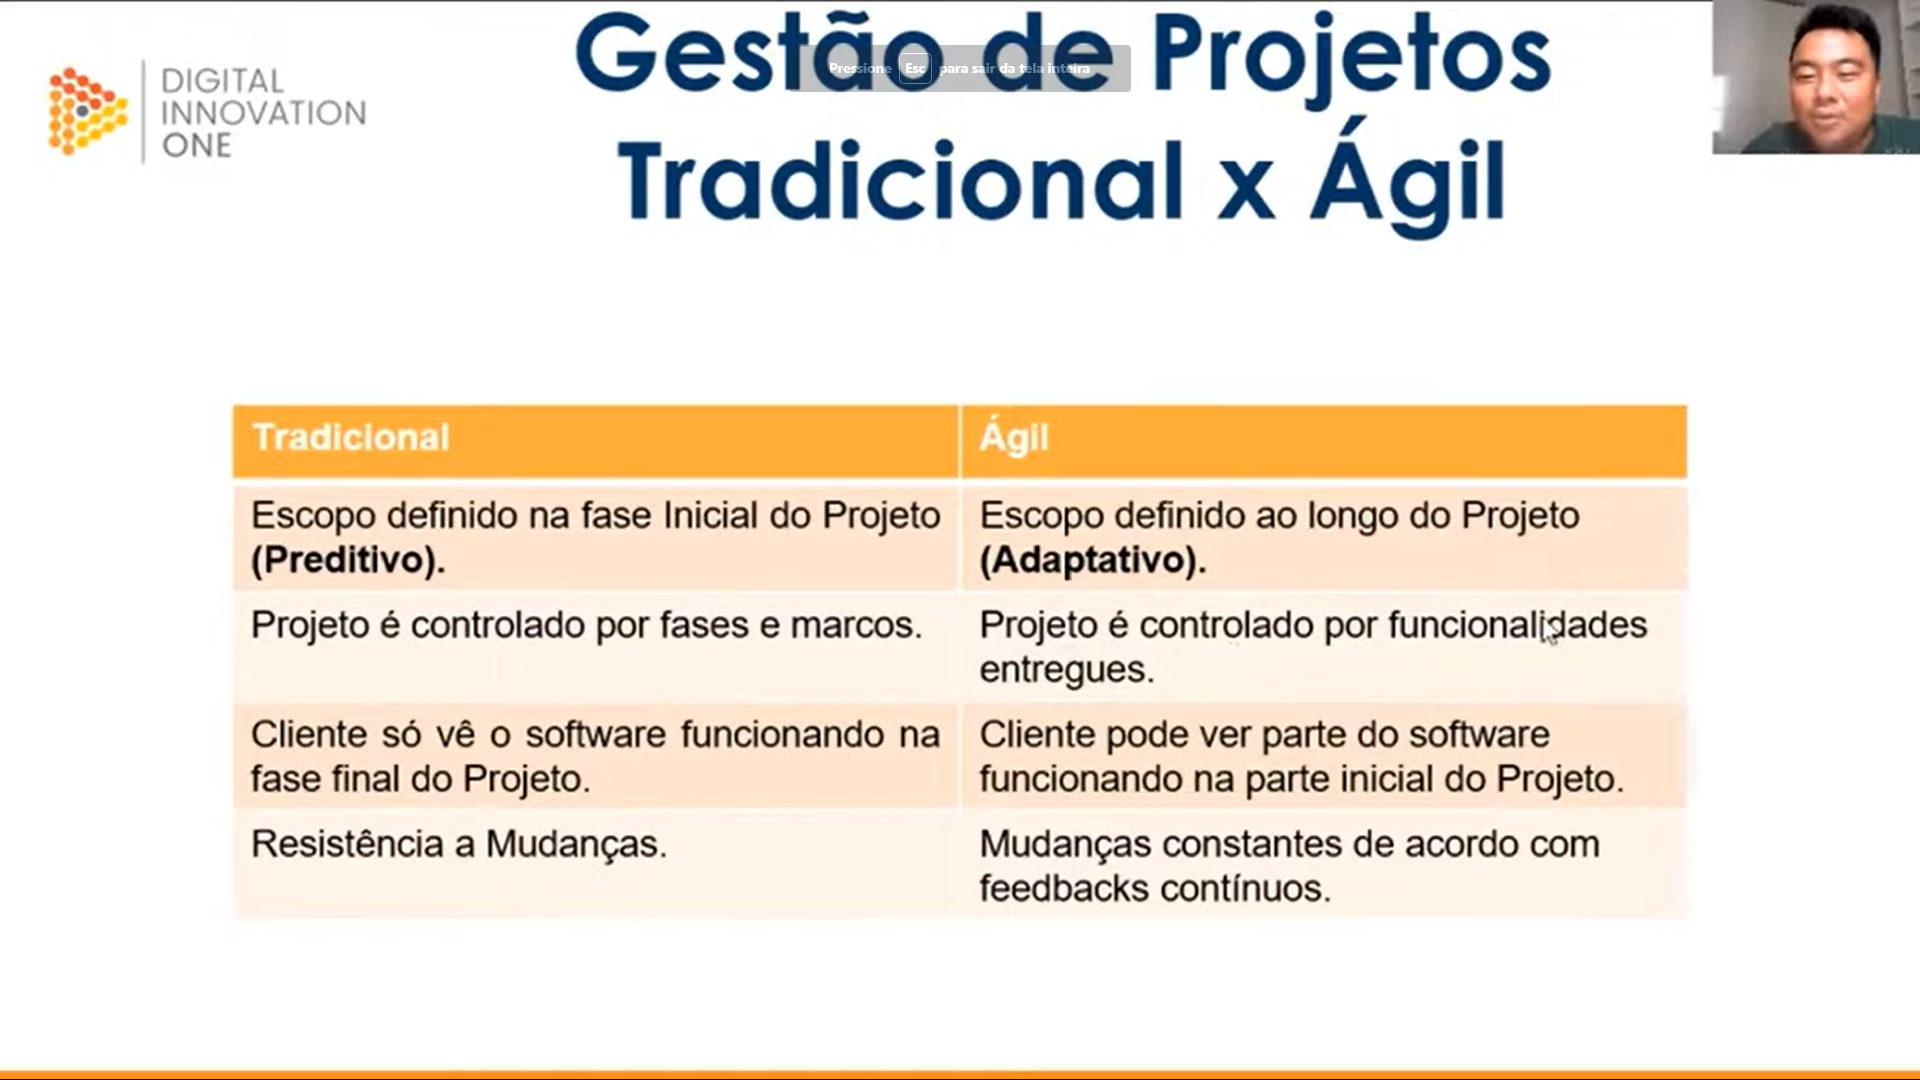 Gestão de Projetos
Tradicional x Ágil
Pressione Esc para sair da tela inteira
DIGITAL
INNOVATION
ONE
Tradicional
Ágil
Escopo definido na fase Inicial do Projeto
(Preditivo).
Escopo definido ao longo do Projeto
(Adaptativo).
Projeto é controlado por fases e marcos.
Projeto é controlado por funcionalidades
entregues.
Cliente só vê o software funcionando na
fase final do Projeto.
Cliente pode ver parte do software
funcionando na parte inicial do Projeto.
Resistência a Mudanças.
Mudanças constantes de acordo com
feedbacks contínuos.